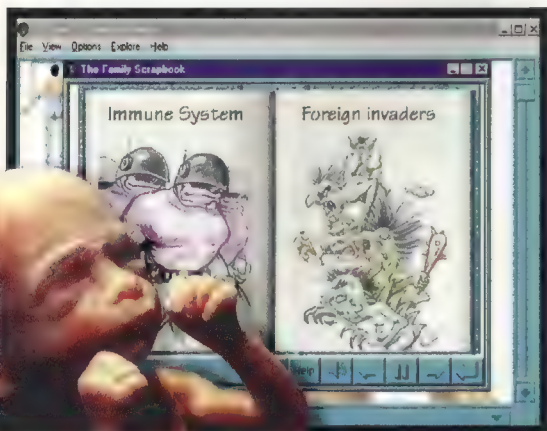 File View Options Explore Help
The Family Scrapbook
Immune System
Foreign invaders
Help